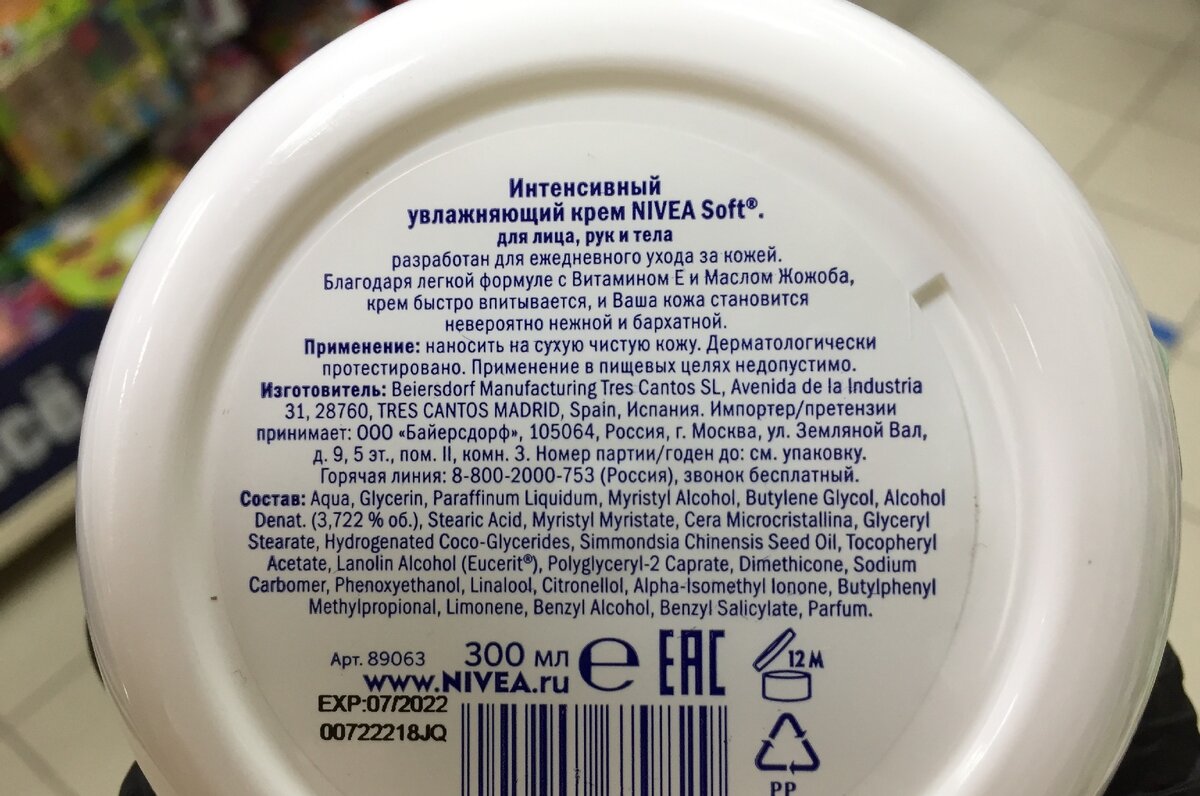 Интенсивный
увлажняющий крем NIVEA Soft®.
для лица, рук и тела
разработан для ежедневного ухода за кожей.
Благодаря легкой формуле с Витамином Е и Маслом Жожоба,
крем быстро впитывается, и Ваша кожа становится
невероятно нежной и бархатной.
Применение: наносить на сухую чистую кожу. Дерматологически
протестировано. Применение в пищевых целях недопустимо.
Изготовитель: Beiersdorf Manufacturing Tres Cantos SL, Avenida de la Industria
31, 28760, TRES CANTOS MADRID, Spain, Испания. Импортер/претензии
принимает: ООО «Байерсдорф», 105064, Россия, г. Москва, ул. Земляной Вал,
д. 9, 5 эт., пом. II, комн. 3. Номер партии/годен до: см. упаковку.
Горячая линия: 8-800-2000-753 (Россия), звонок бесплатный.
Состав: Aqua, Glycerin, Paraffinum Liquidum, Myristyl Alcohol, Butylene Glycol, Alcohol
Denat. (3,722 % об.), Stearic Acid, Myristyl Myristate, Cera Microcristallina, Glyceryl
Stearate, Hydrogenated Coco-Glycerides, Simmondsia Chinensis Seed Oil, Tocopheryl
Acetate, Lanolin Alcohol (Eucerit®), Polyglyceryl-2 Caprate, Dimethicone, Sodium
Carbomer, Phenoxyethanol, Linalool, Citronellol, Alpha-Isomethyl Ionone, Butylphenyl
Methylpropional, Limonene, Benzyl Alcohol, Benzyl Salicylate, Parfum.
Арт. 89063 300 мл e EAC 12 M
www.NIVEA.ru
EXP:07/2022
00722218JQ
PP